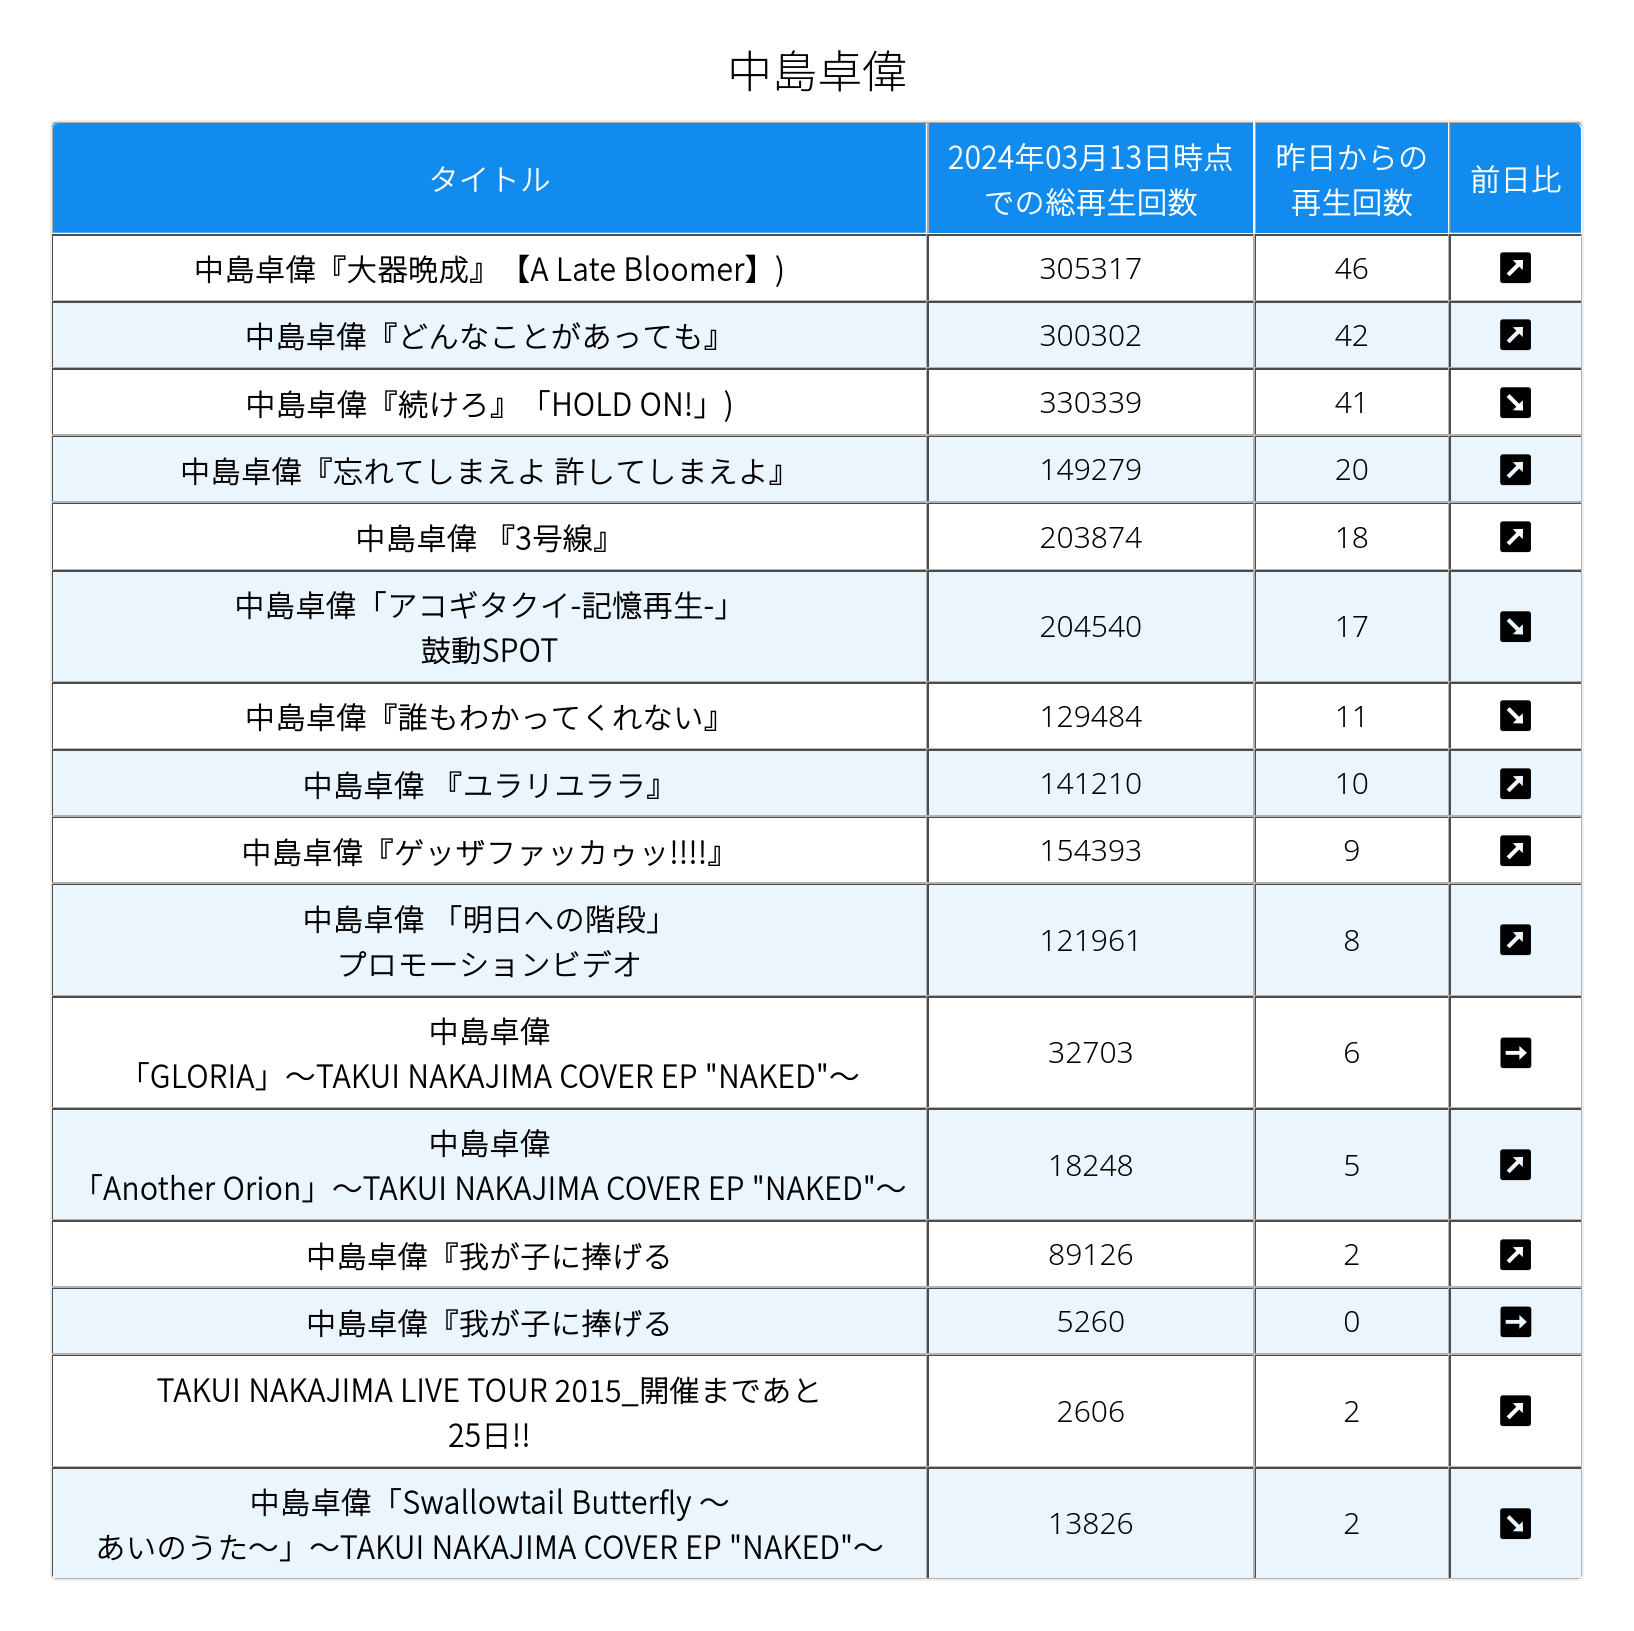 中島卓偉
タイトル
2024年03月13日時点
での総再生回数
昨日からの
再生回数
前日比
中島卓偉『大器晩成』【A Late Bloomer】) 305317 46 ↗
中島卓偉『どんなことがあっても』 300302 42 ↗
中島卓偉『続けろ』「HOLD ON!」) 330339 41 ↘
中島卓偉『忘れてしまえよ 許してしまえよ』 149279 20 ↗
中島卓偉 『3号線』 203874 18 ↗
中島卓偉「アコギタクイ-記憶再生-」
鼓動SPOT
204540 17 ↘
中島卓偉『誰もわかってくれない』 129484 11 ↘
中島卓偉 『ユラリユララ』 141210 10 ↗
中島卓偉『ゲッザファッカゥッ!!!!』 154393 9 ↗
中島卓偉 「明日への階段」
プロモーションビデオ
121961 8 ↗
中島卓偉
「GLORIA」～TAKUI NAKAJIMA COVER EP "NAKED"～
32703 6 →
中島卓偉
「Another Orion」～TAKUI NAKAJIMA COVER EP "NAKED"～
18248 5 ↗
中島卓偉『我が子に捧げる 89126 2 ↗
中島卓偉『我が子に捧げる 5260 0 →
TAKUI NAKAJIMA LIVE TOUR 2015_開催まであと
25日!!
2606 2 ↗
中島卓偉「Swallowtail Butterfly ～
あいのうた～」～TAKUI NAKAJIMA COVER EP "NAKED"～
13826 2 ↘